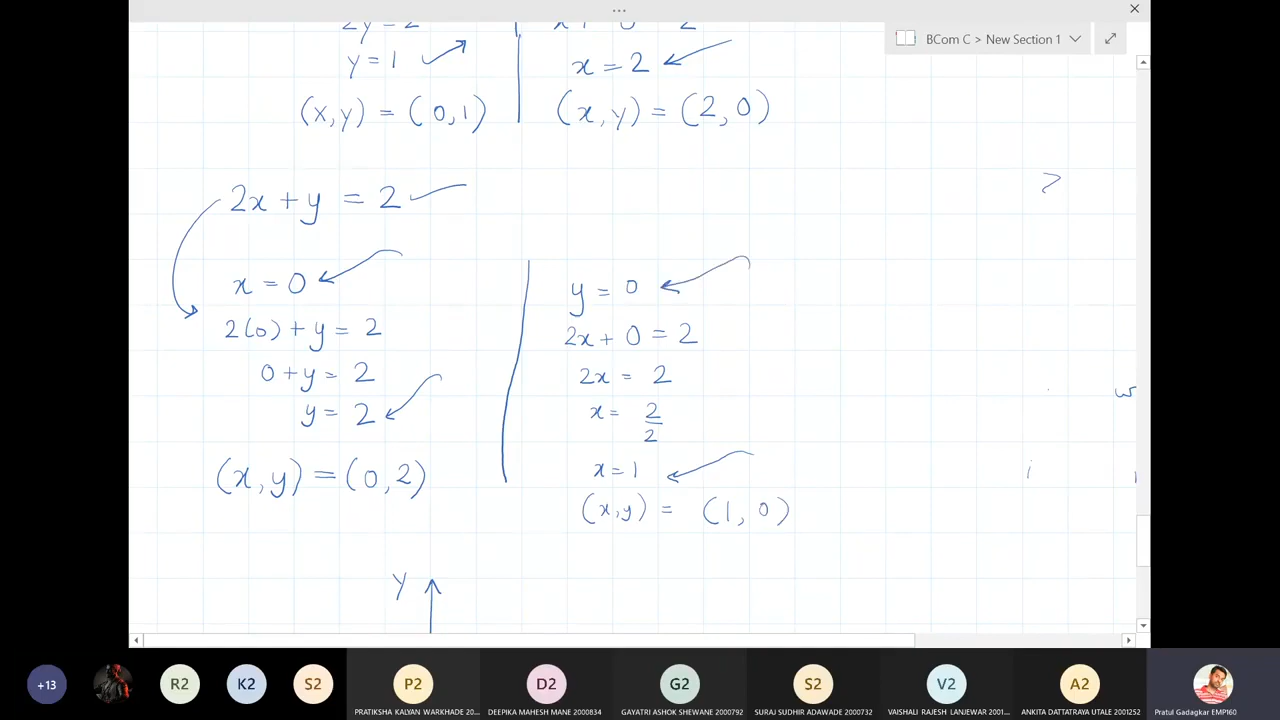 BCom C > New Section 1
2y = 2
y = 1
(x,y) = (0,1)
x = 2
(x,y) = (2,0)
2x + y = 2
x = 0
2(0) + y = 2
0 + y = 2
y = 2
(x,y) = (0,2)
y = 0
2x + 0 = 2
2x = 2
x = 2/2
x = 1
(x,y) = (1,0)
>
w
i
y
+13
R2
K2
S2
P2
D2
G2
S2
V2
A2
PRATIKSHA KALYAN WARKHADE 20...
DEEPIKA MAHESH MANE 2000834
GAYATRI ASHOK SHEWANE 2000792
SURAJ SUDHIR ADAWADE 2000732
VAISHALI RAJESH LANJEWAR 2001...
ANKITA DATTATRAYA UTALE 2001252
Pratul Gadagkar EMP160